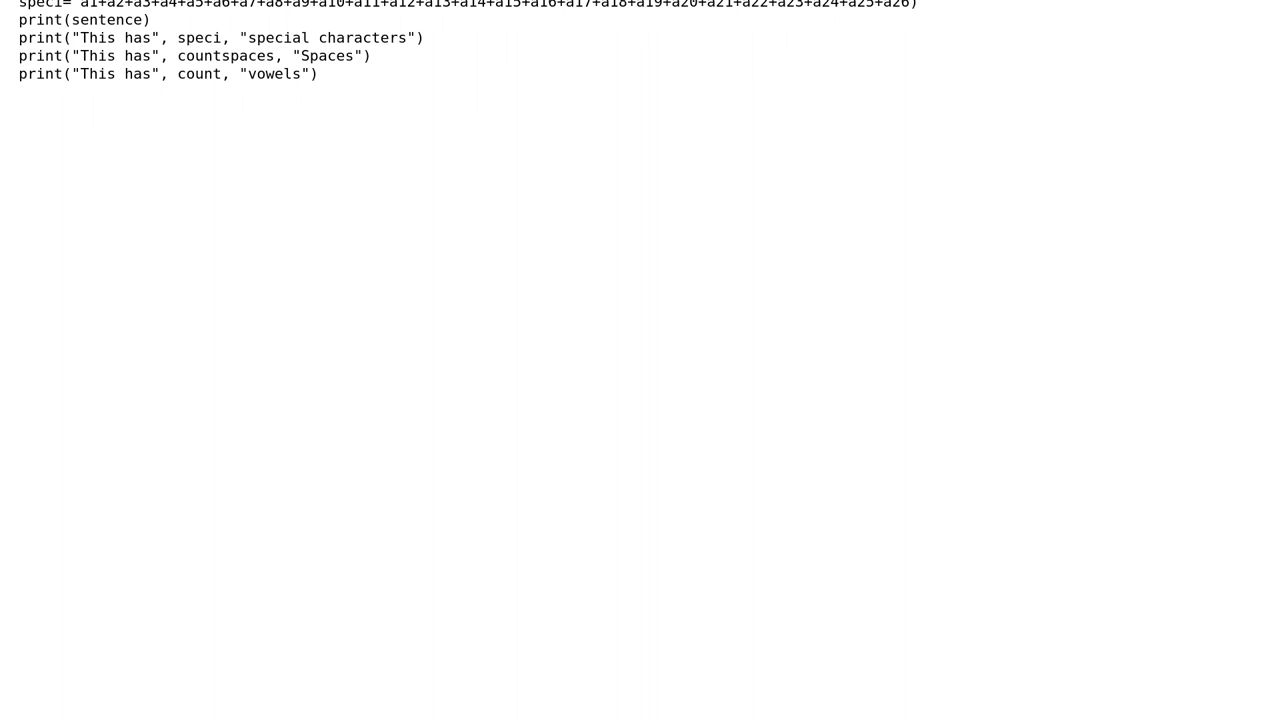 speci= a1+a2+a3+a4+a5+a6+a7+a8+a9+a10+a11+a12+a13+a14+a15+a16+a17+a18+a19+a20+a21+a22+a23+a24+a25+a26)
print(sentence)
print("This has", speci, "special characters")
print("This has", countspaces, "Spaces")
print("This has", count, "vowels")